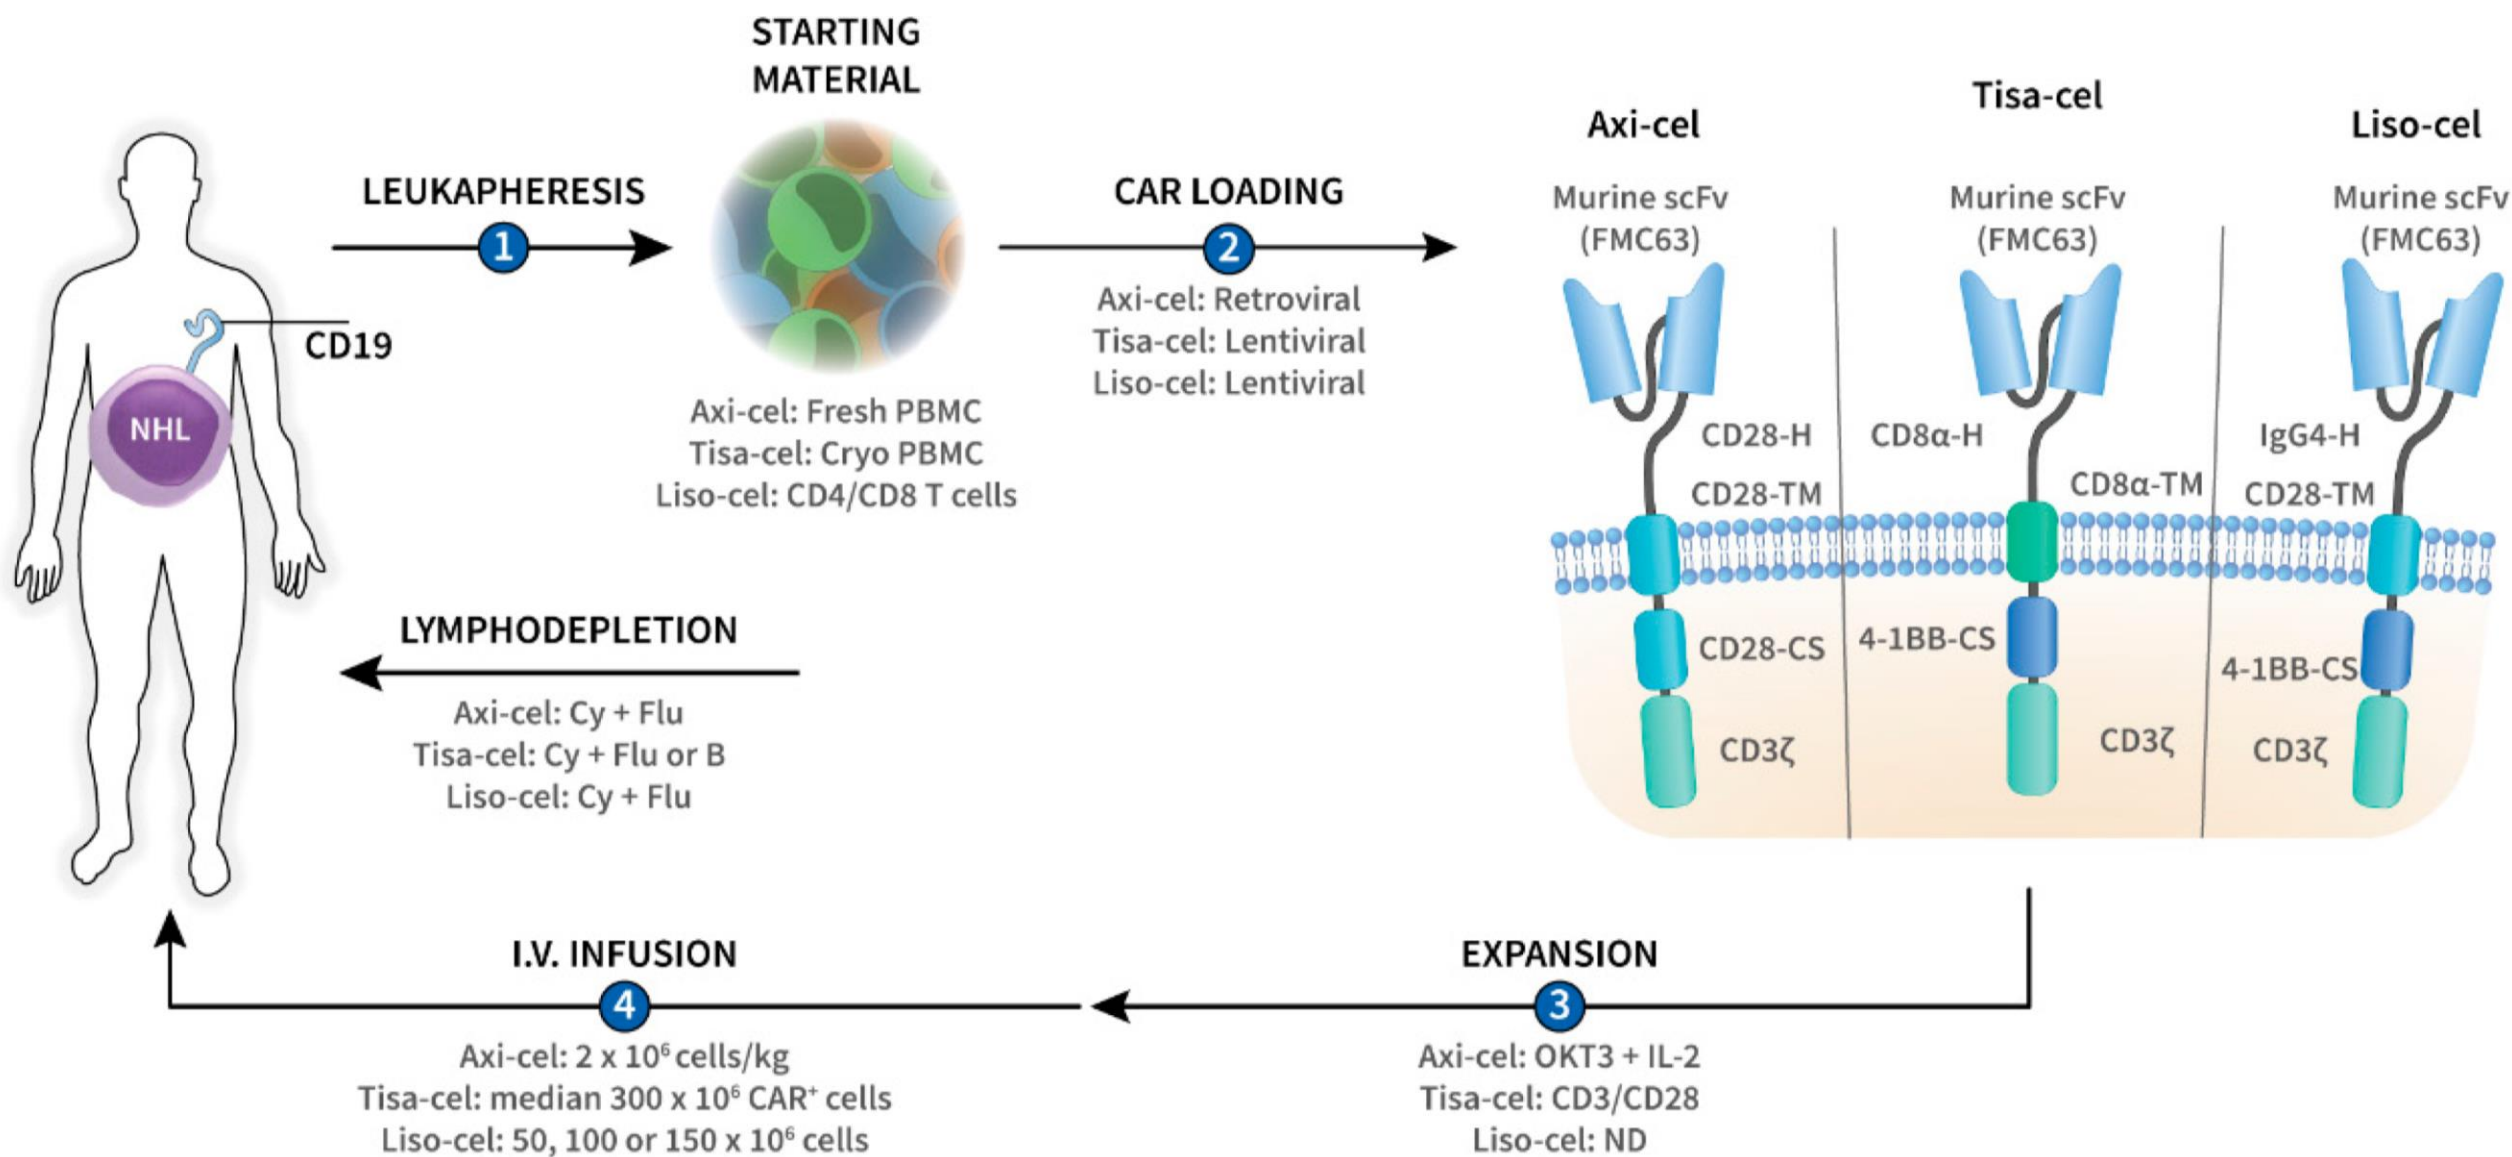 STARTING
MATERIAL
LEUKAPHERESIS
1
CD19
NHL
Axi-cel: Fresh PBMC
Tisa-cel: Cryo PBMC
Liso-cel: CD4/CD8 T cells
CAR LOADING
2
Axi-cel: Retroviral
Tisa-cel: Lentiviral
Liso-cel: Lentiviral
Axi-cel
Murine scFv
(FMC63)
CD28-H
CD28-TM
CD28-CS
CD3ζ
Tisa-cel
Murine scFv
(FMC63)
CD8α-H
CD8α-TM
4-1BB-CS
CD3ζ
Liso-cel
Murine scFv
(FMC63)
IgG4-H
CD28-TM
4-1BB-CS
CD3ζ
LYMPHODEPLETION
Axi-cel: Cy + Flu
Tisa-cel: Cy + Flu or B
Liso-cel: Cy + Flu
EXPANSION
3
Axi-cel: OKT3 + IL-2
Tisa-cel: CD3/CD28
Liso-cel: ND
I.V. INFUSION
4
Axi-cel: 2 x 10⁶ cells/kg
Tisa-cel: median 300 x 10⁶ CAR⁺ cells
Liso-cel: 50, 100 or 150 x 10⁶ cells